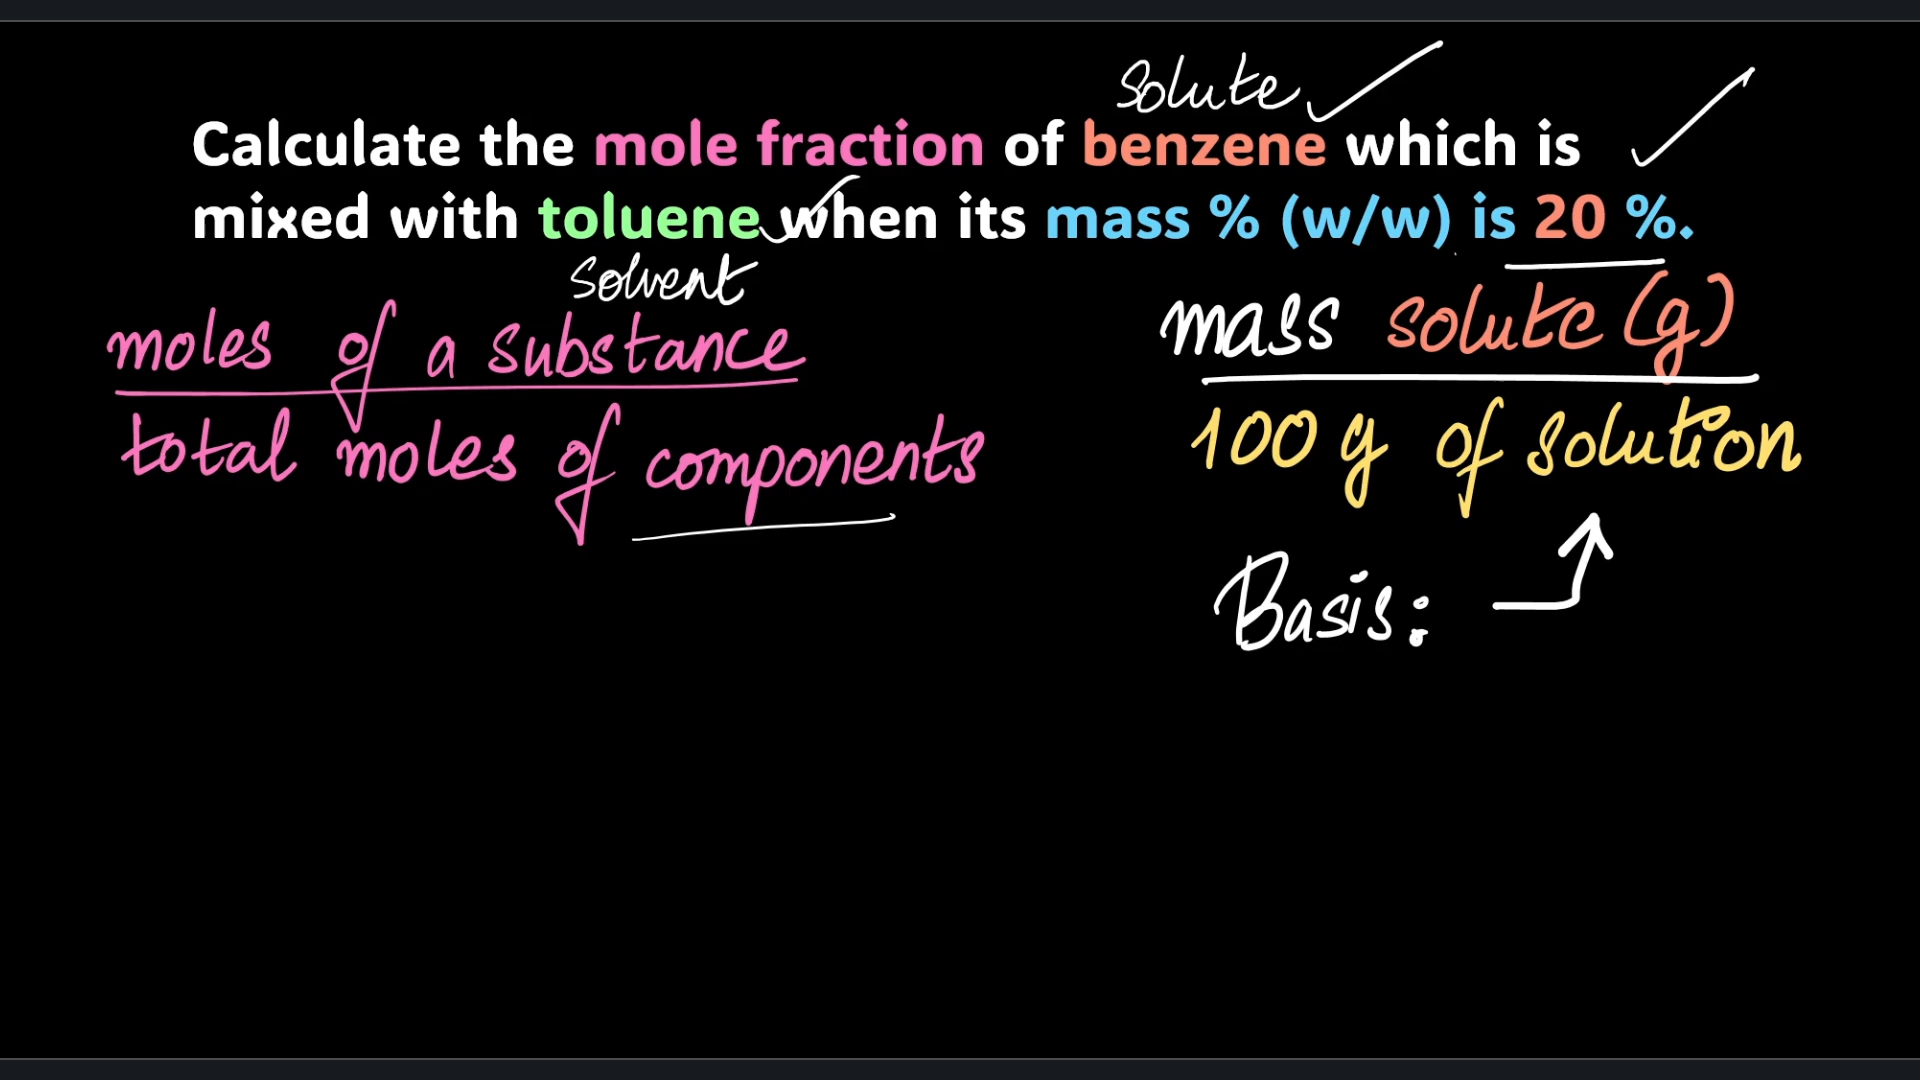 Solute
Calculate the mole fraction of benzene which is
mixed with toluene when its mass % (w/w) is 20 %.
Solvent
moles of a substance
total moles of components
mass solute (g)
100 g of solution
Basis: